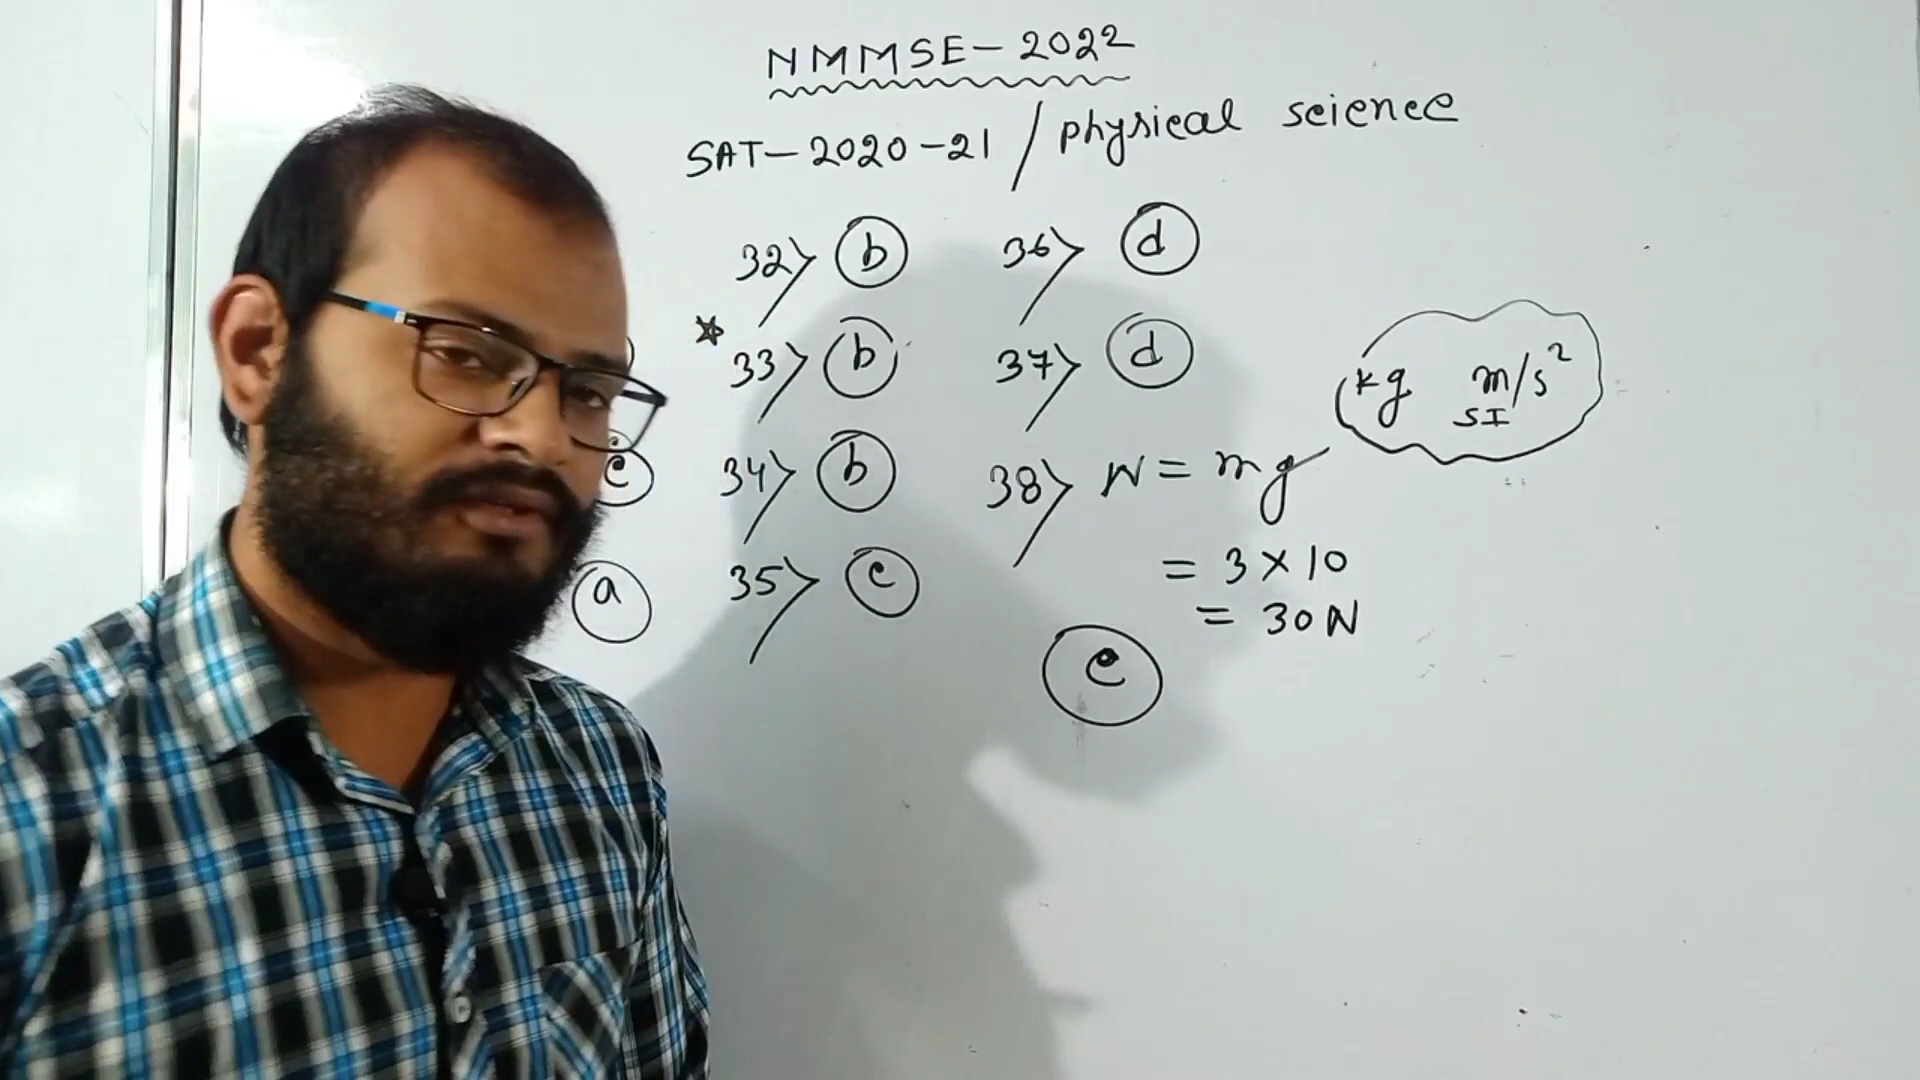 NMMSE-2022
SAT-2020-21 / physical science
32> b
* 33> b
34> b
35> c
c
a
36> d
37> d
38> W = mg
= 3 × 10
= 30 N
c
kg m/s²
SI